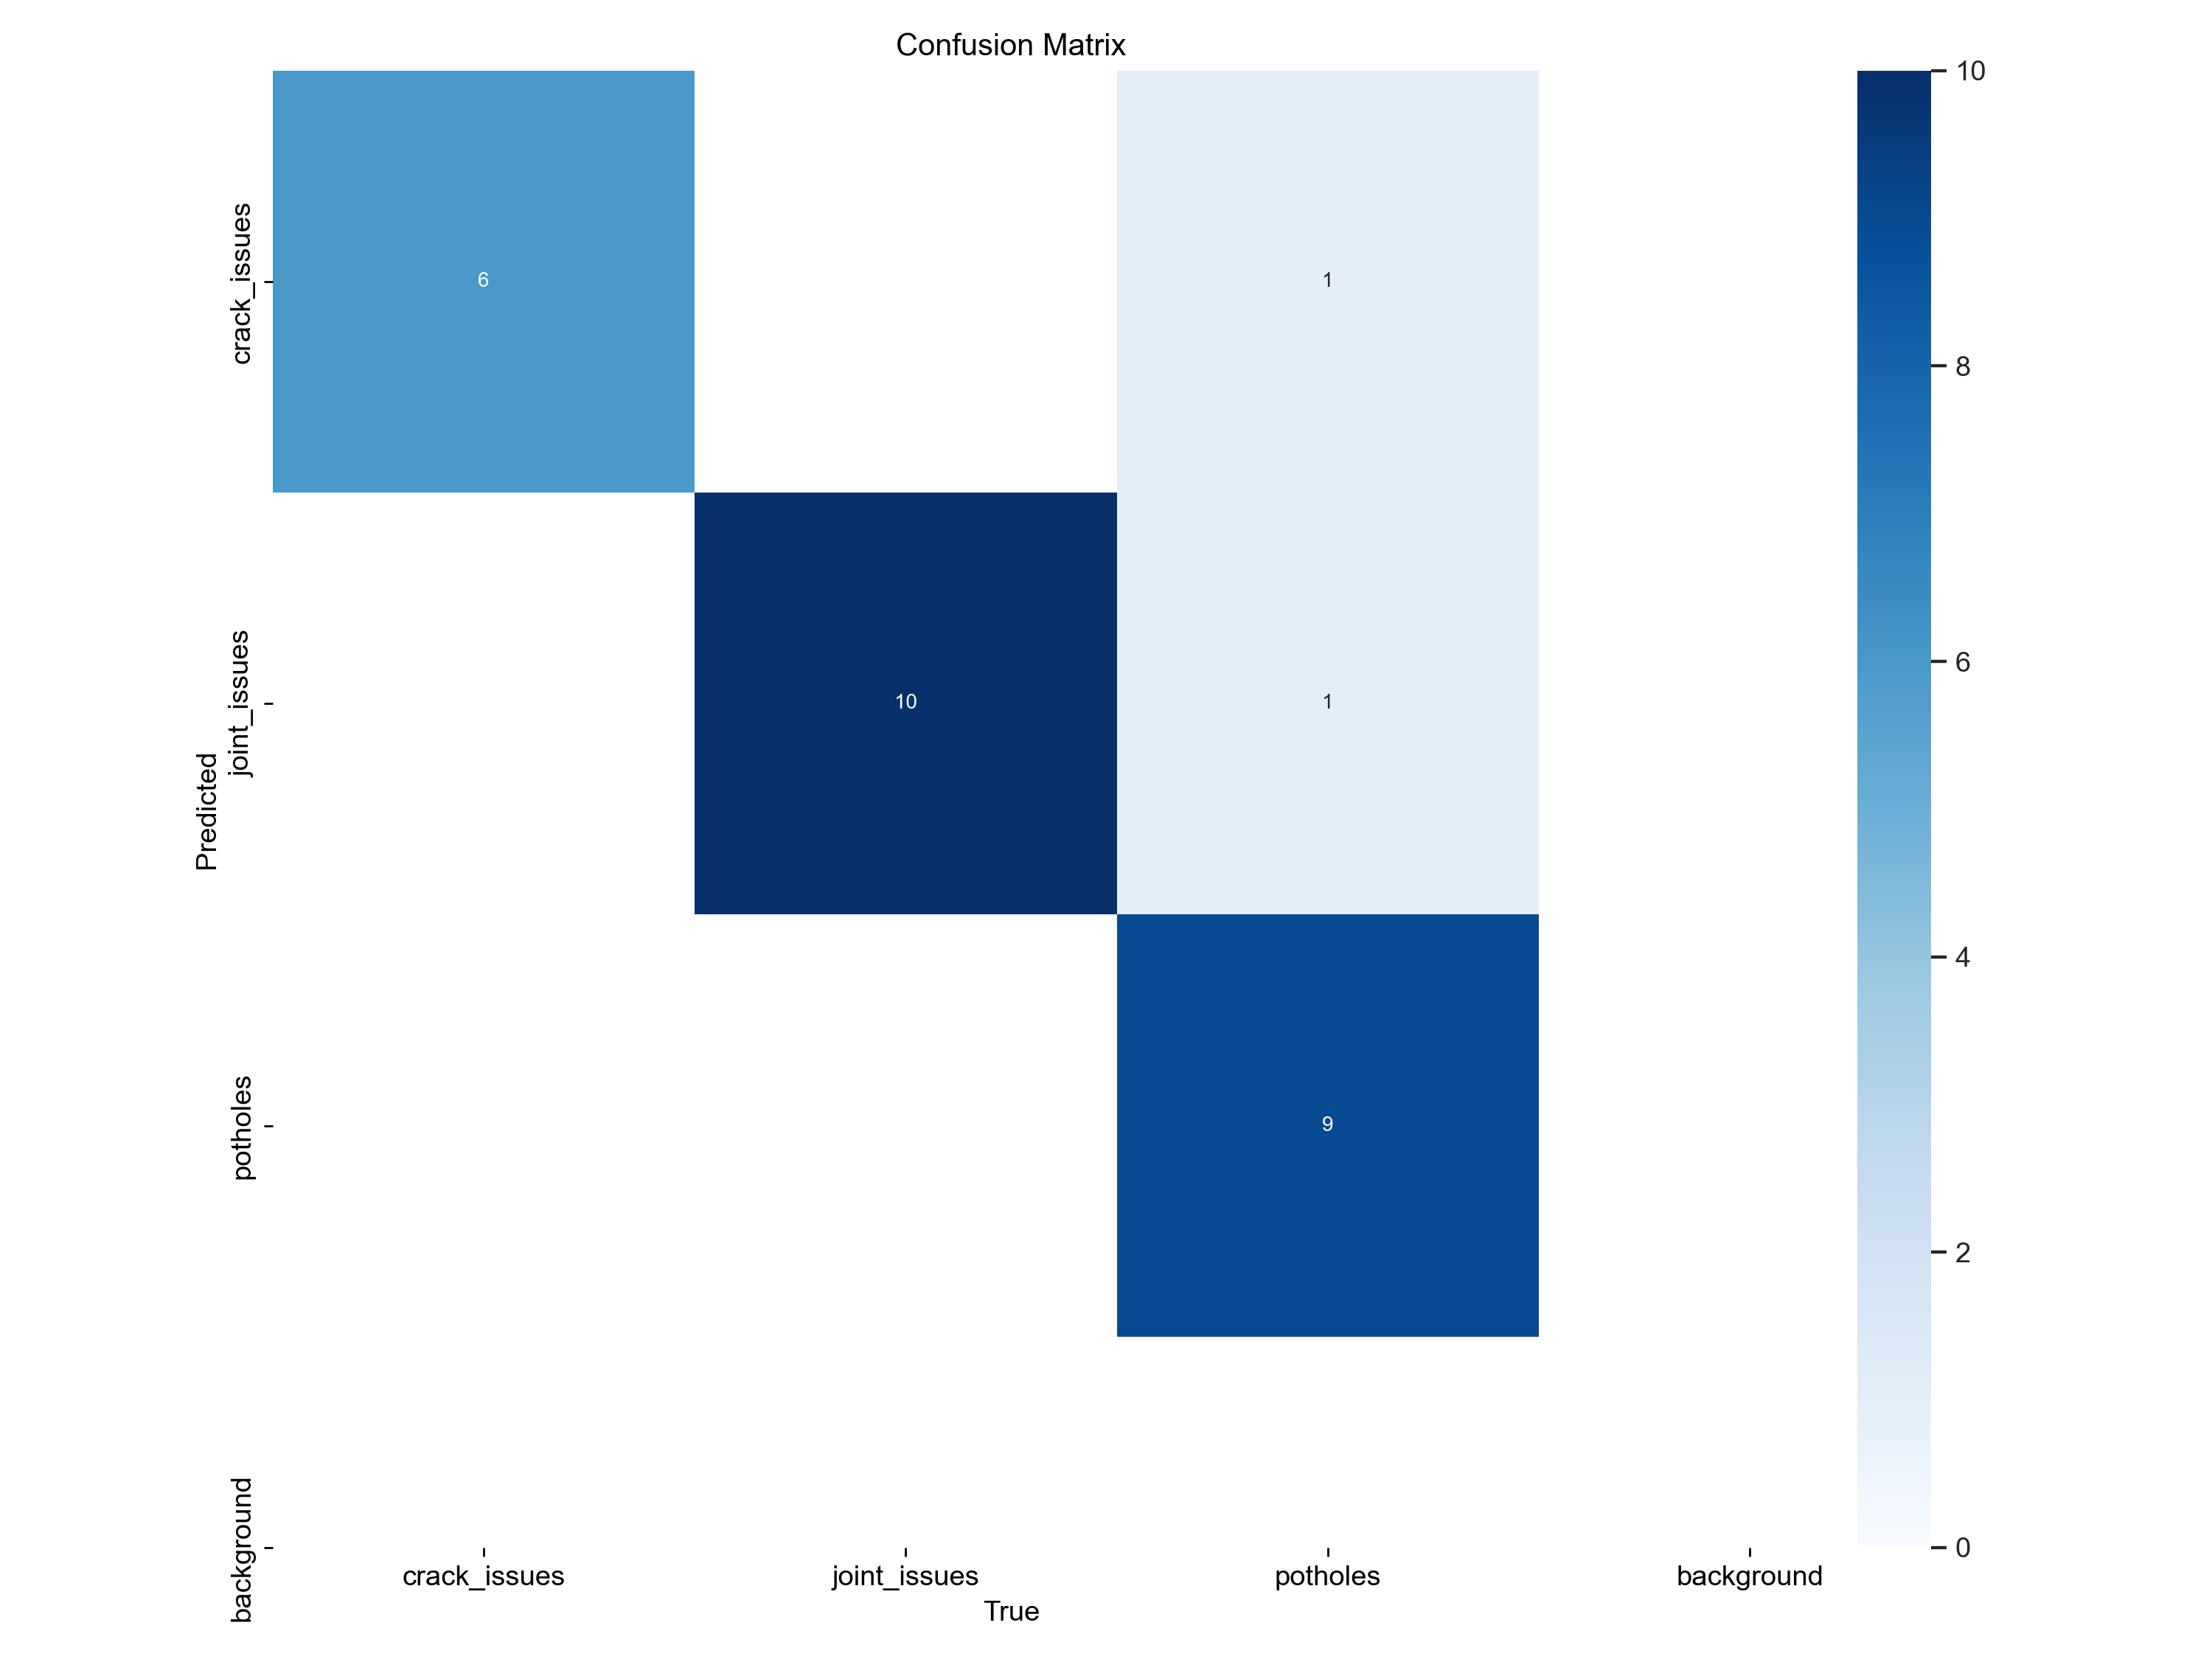 Confusion Matrix
10
8
6
4
2
0
Predicted
crack_issues
joint_issues
potholes
background
6
1
10
1
9
crack_issues
joint_issues
potholes
background
True